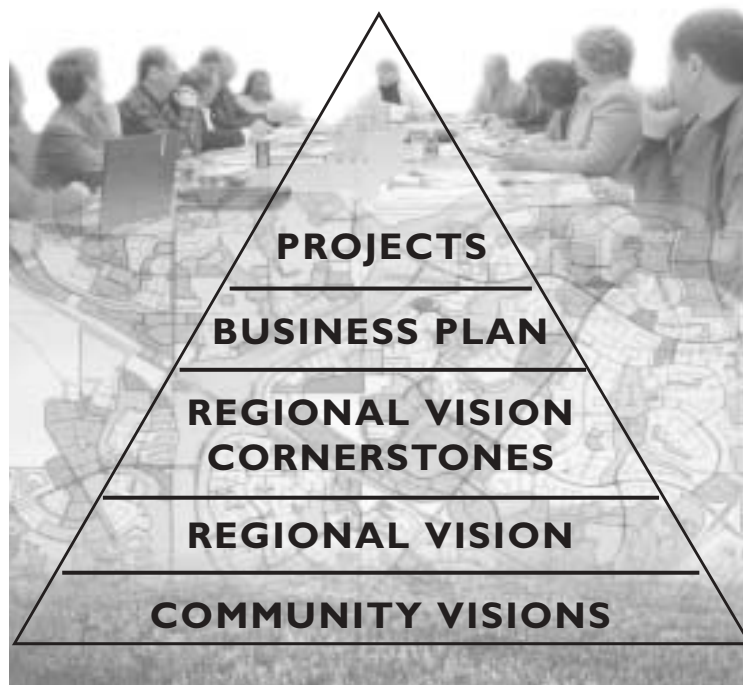 PROJECTS
BUSINESS PLAN
REGIONAL VISION
CORNERSTONES
REGIONAL VISION
COMMUNITY VISIONS